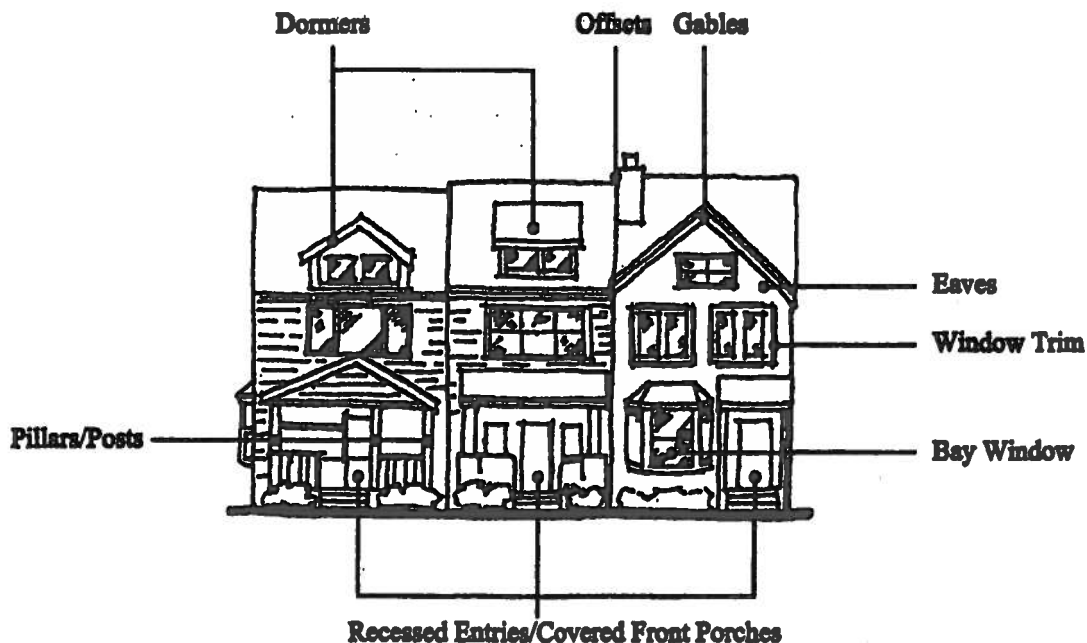 Dormers
Offsets
Gables
Eaves
Window Trim
Pillars/Posts
Bay Window
Recessed Entries/Covered Front Porches